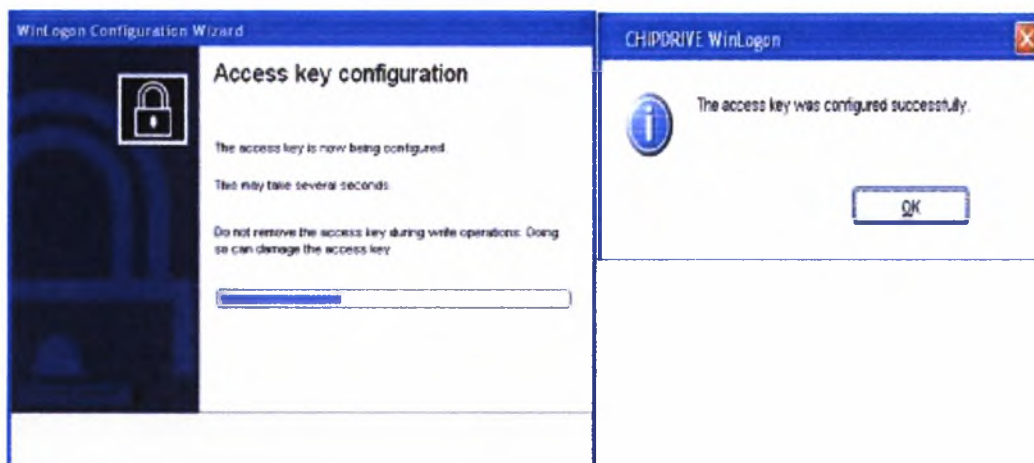 WinLogon Configuration Wizard
Access key configuration
The access key is now being configured.
This may take several seconds.
Do not remove the access key during write operations. Doing
so can damage the access key
CHIPDRIVE WinLogon
The access key was configured successfully.
OK